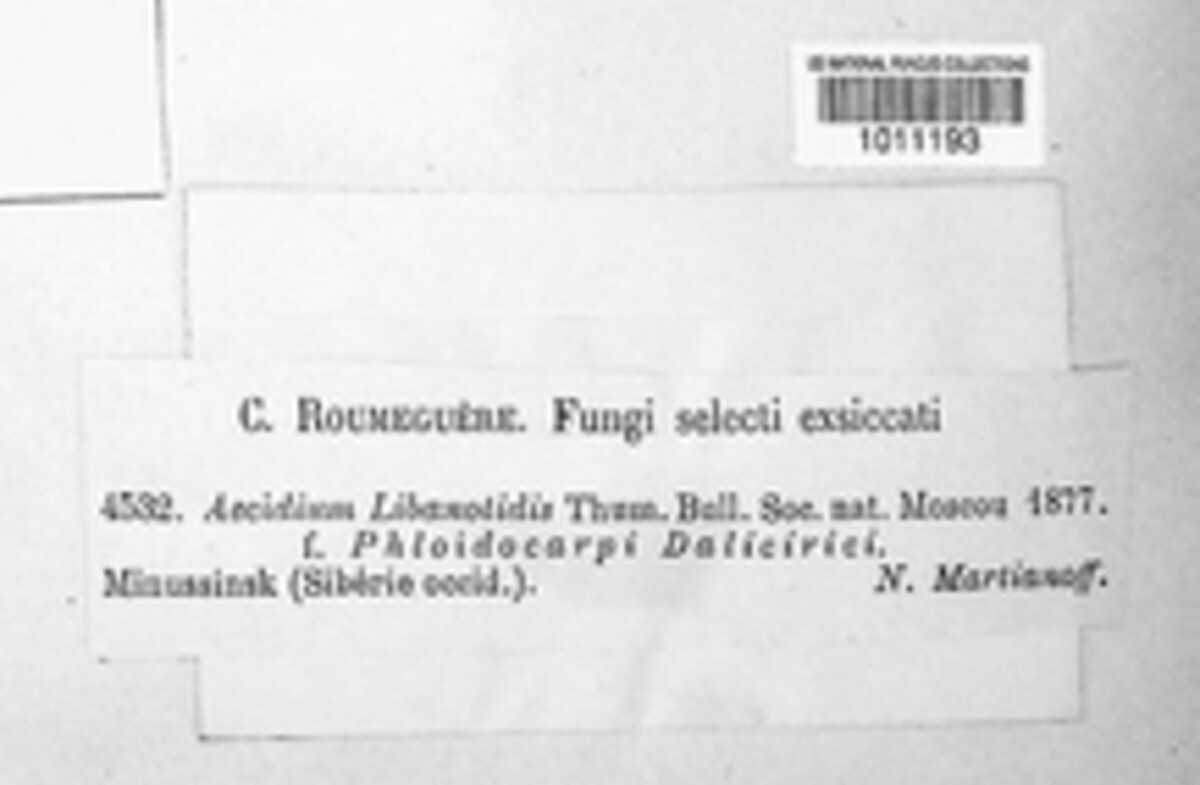 US NATIONAL FUNGUS COLLECTIONS
1011193
C. ROUMEGUÈRE. Fungi selecti exsiccati
4532. Aecidium Libanotidis Thum. Bull. Soc. nat. Moscou 1877.
f. Phloidocarpi Dalicirici.
Minussinsk (Sibérie occid.). N. Martianoff.